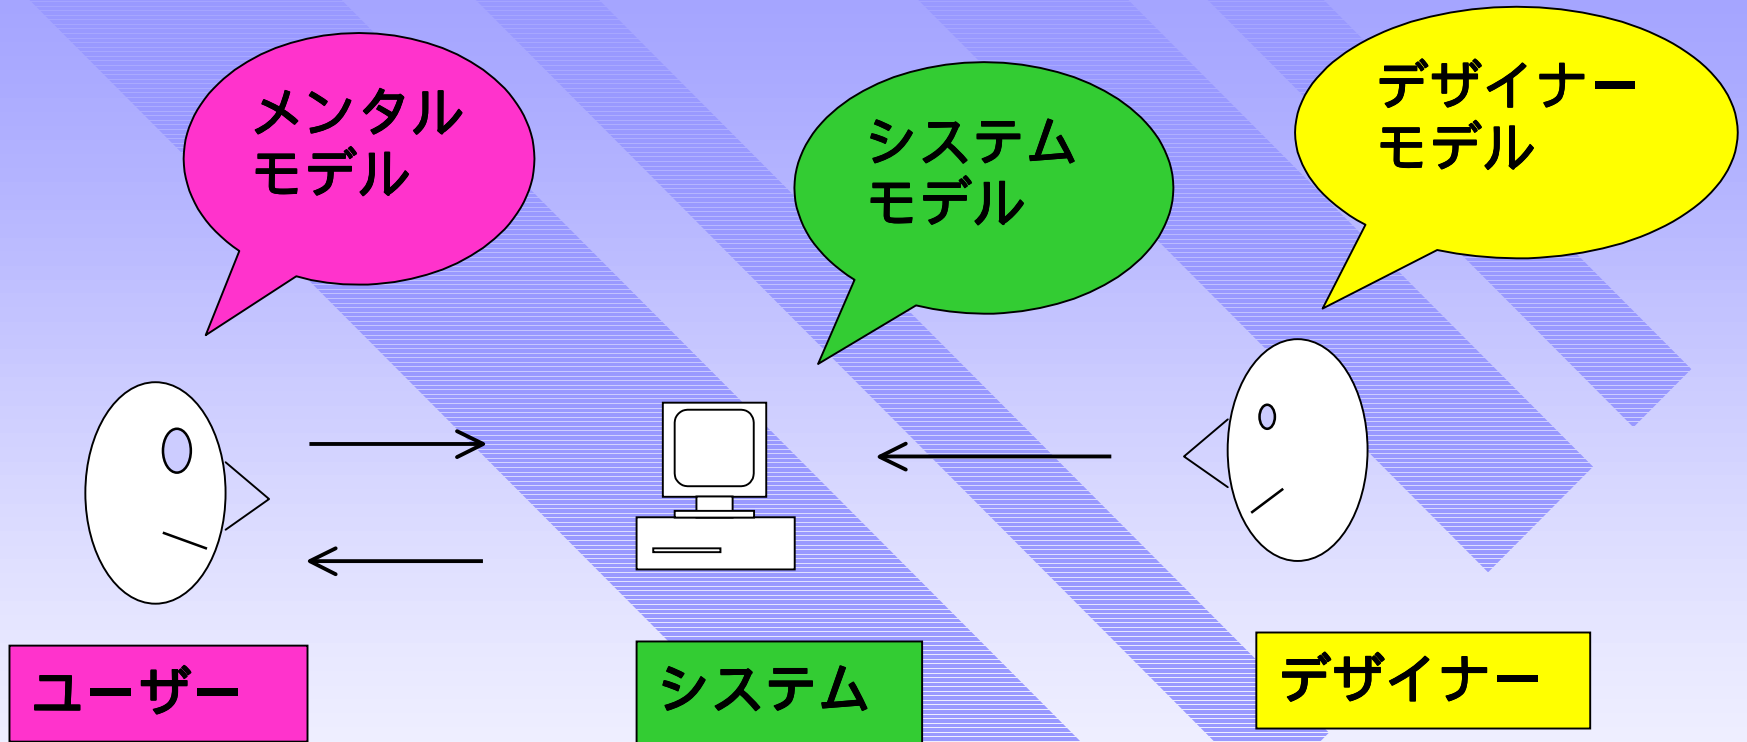 メンタル
モデル
システム
モデル
デザイナー
モデル
ユーザー
システム
デザイナー